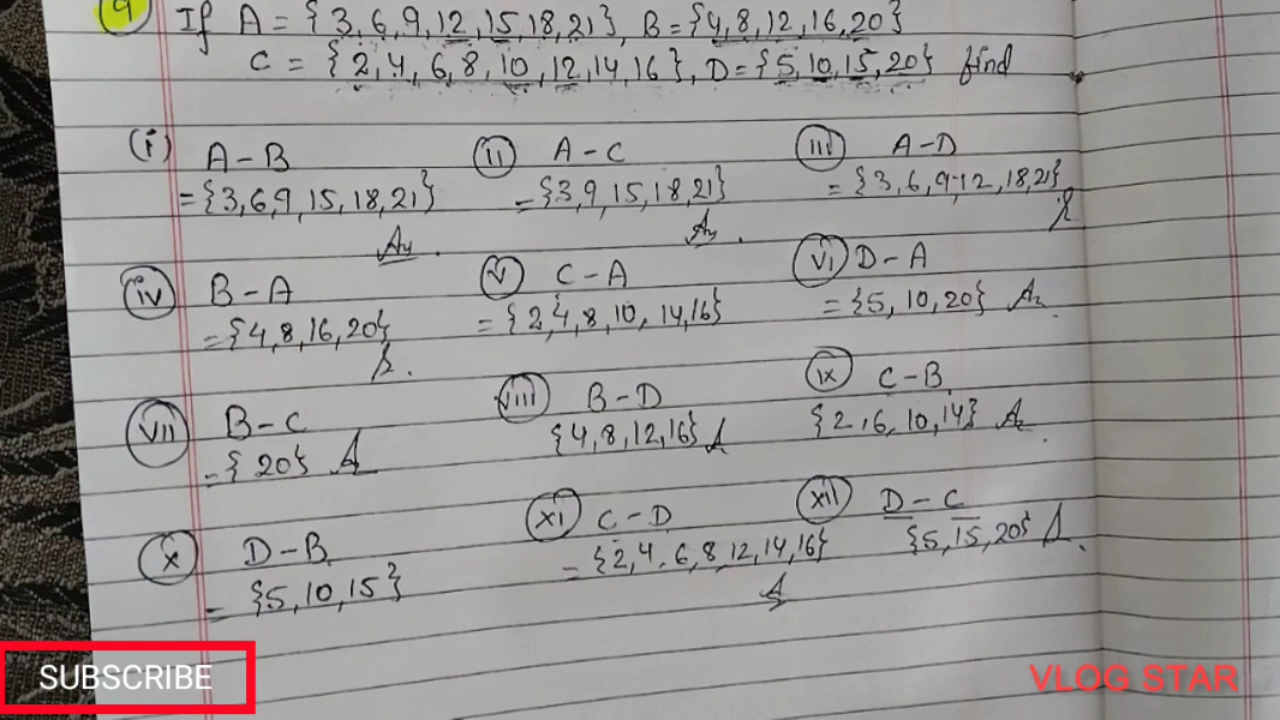 9 If A = {3,6,9,12,15,18,21}, B = {4,8,12,16,20}
C = {2,4,6,8,10,12,14,16}, D = {5,10,15,20} find
(i) A-B
= {3,6,9,15,18,21}
Ans.
(ii) A-C
= {3,9,15,18,21}
Ans.
(iii) A-D
= {3,6,9,12,18,21}
(iv) B-A
= {4,8,16,20}
(v) C-A
= {2,4,8,10,14,16}
(vi) D-A
= {5,10,20}
(vii) B-C
= {20}
(viii) B-D
{4,8,12,16}
(ix) C-B
{2,6,10,14}
(x) D-B
= {5,10,15}
(xi) C-D
= {2,4,6,8,12,14,16}
(xii) D-C
{5,15,20}
SUBSCRIBE
VLOG STAR